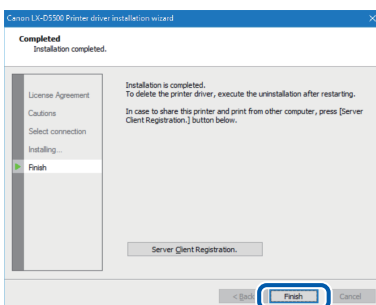 Canon LX-D5500 Printer driver installation wizard
Completed
Installation completed.
License Agreement
Cautions
Select connection
Installing...
Finish
Installation is completed.
To delete the printer driver, execute the uninstallation after restarting.
In case to share this printer and print from other computer, press [Server
Client Registration.] button below.
Server Client Registration.
< Back
Finish
Cancel